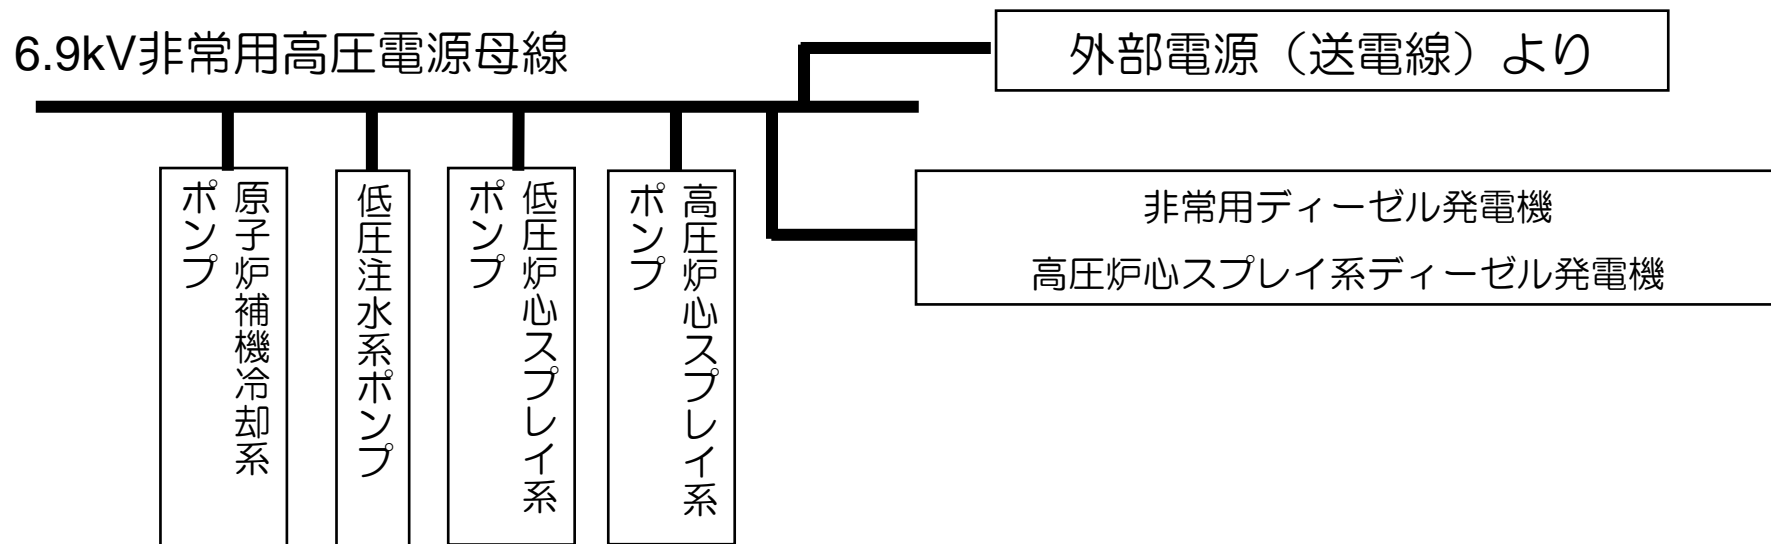 6.9kV非常用高圧電源母線
外部電源（送電線）より
非常用ディーゼル発電機
高圧炉心スプレイ系ディーゼル発電機
原子炉補機冷却系
ポンプ
低圧注水系ポンプ
低圧炉心スプレイ系
ポンプ
高圧炉心スプレイ系
ポンプ